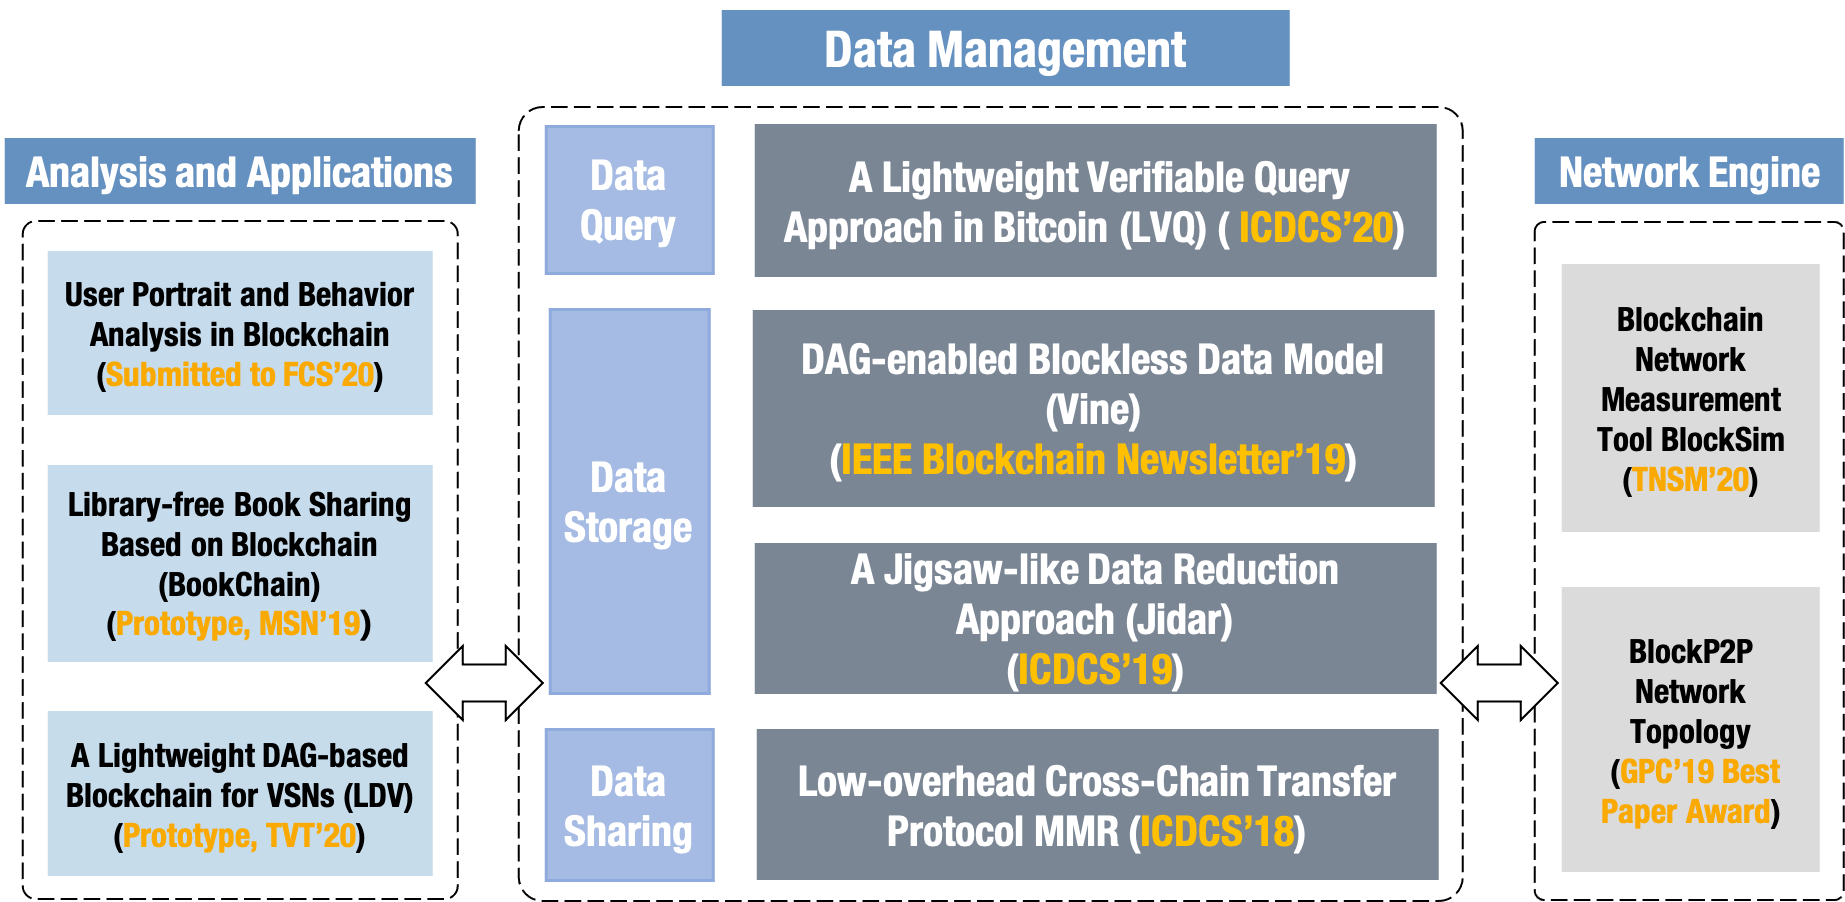 Data Management
Analysis and Applications
User Portrait and Behavior
Analysis in Blockchain
(Submitted to FCS’20)
Library-free Book Sharing
Based on Blockchain
(BookChain)
(Prototype, MSN’19)
A Lightweight DAG-based
Blockchain for VSNs (LDV)
(Prototype, TVT’20)
Data
Query
A Lightweight Verifiable Query
Approach in Bitcoin (LVQ) ( ICDCS’20)
Data
Storage
DAG-enabled Blockless Data Model
(Vine)
(IEEE Blockchain Newsletter’19)
A Jigsaw-like Data Reduction
Approach (Jidar)
(ICDCS’19)
Data
Sharing
Low-overhead Cross-Chain Transfer
Protocol MMR (ICDCS’18)
Network Engine
Blockchain
Network
Measurement
Tool BlockSim
(TNSM’20)
BlockP2P
Network
Topology
(GPC’19 Best
Paper Award)